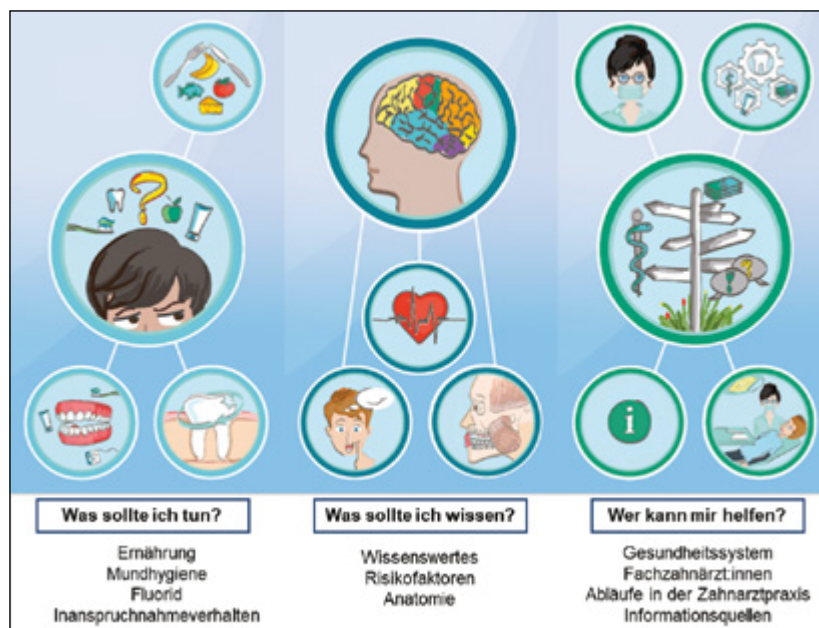 Was sollte ich tun?
Ernährung
Mundhygiene
Fluorid
Inanspruchnahmeverhalten
Was sollte ich wissen?
Wissenswertes
Risikofaktoren
Anatomie
Wer kann mir helfen?
Gesundheitssystem
Fachzahnärzt:innen
Abläufe in der Zahnarztpraxis
Informationsquellen